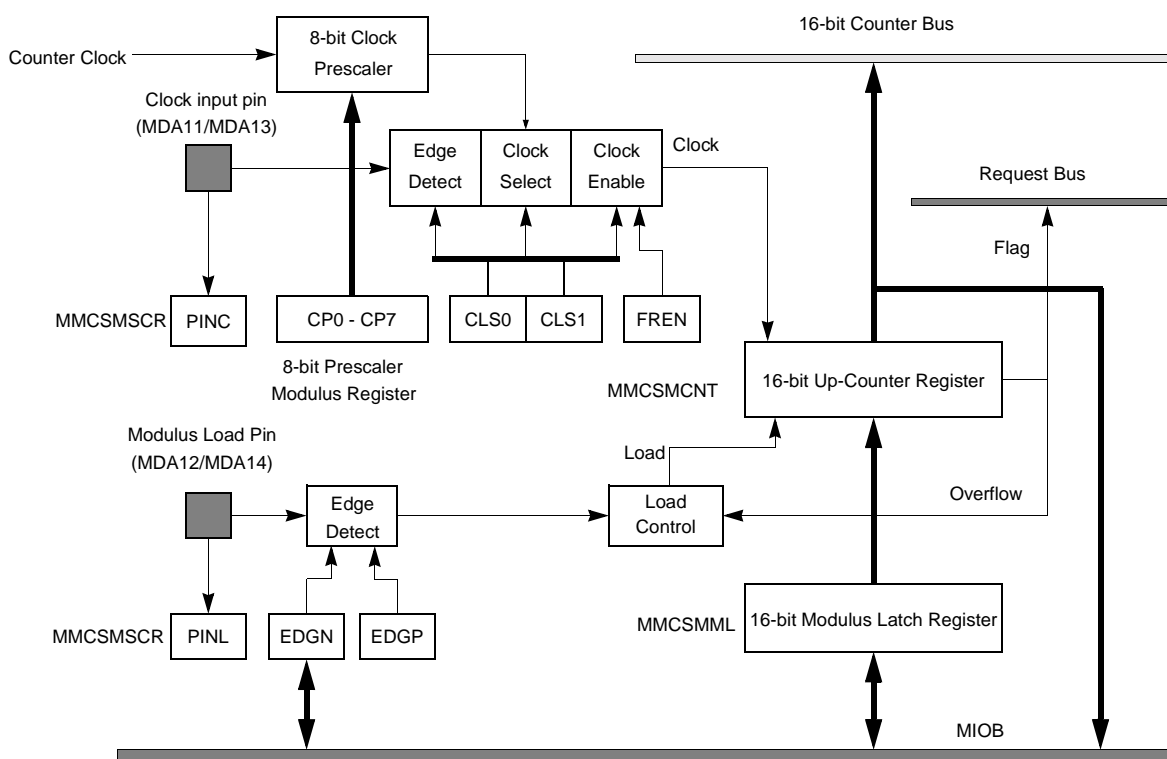 16-bit Counter Bus
8-bit Clock
Prescaler
Counter Clock
Clock input pin
(MDA11/MDA13)
Edge
Detect
Clock
Select
Clock
Enable
Clock
Request Bus
Flag
MMCSMSCR
PINC
CP0 - CP7
CLS0
CLS1
FREN
8-bit Prescaler
Modulus Register
MMCSMCNT
16-bit Up-Counter Register
Modulus Load Pin
(MDA12/MDA14)
Load
Edge
Detect
Load
Control
Overflow
MMCSMSCR
PINL
EDGN
EDGP
MMCSMML
16-bit Modulus Latch Register
MIOB